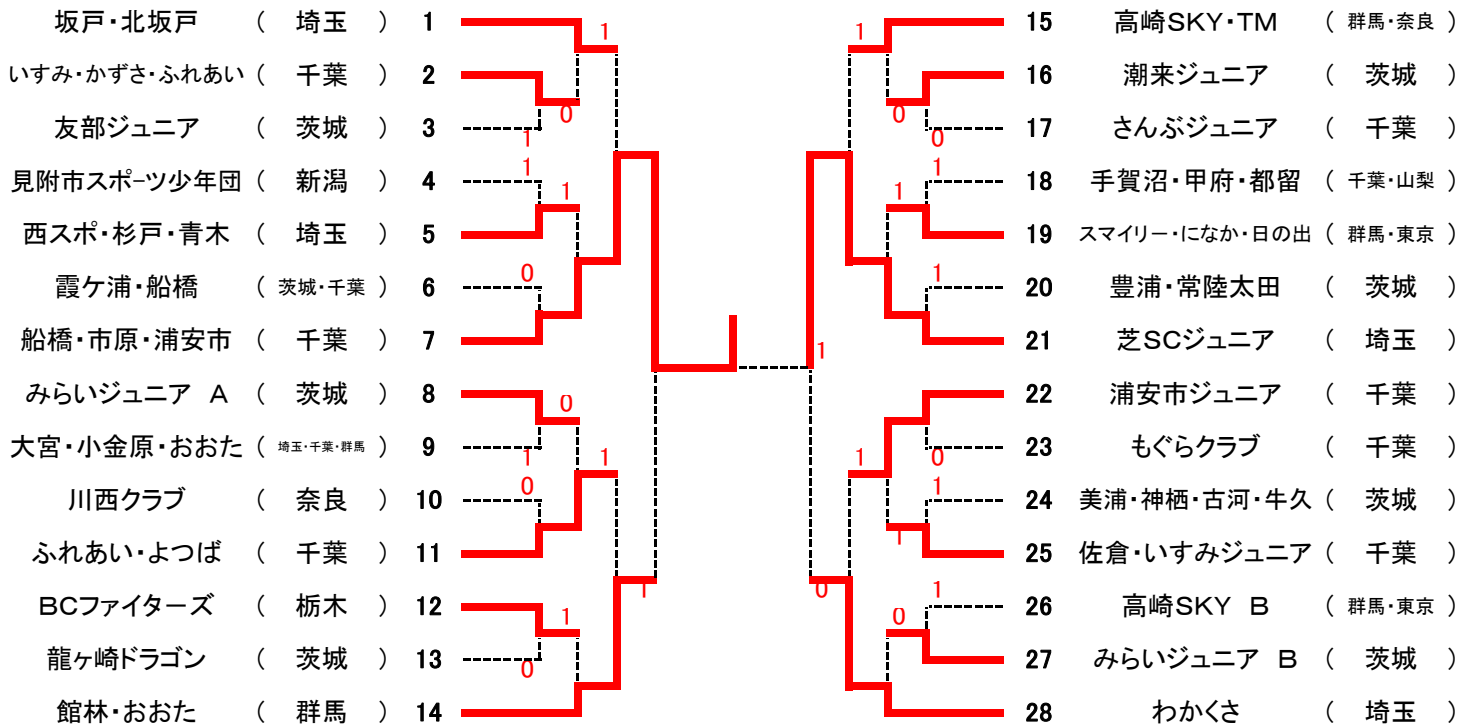 坂戸・北坂戸 ( 埼玉 ) 1
いすみ・かずさ・ふれあい ( 千葉 ) 2
友部ジュニア ( 茨城 ) 3
見附市スポーツ少年団 ( 新潟 ) 4
西スポ・杉戸・青木 ( 埼玉 ) 5
霞ケ浦・船橋 ( 茨城・千葉 ) 6
船橋・市原・浦安市 ( 千葉 ) 7
みらいジュニア A ( 茨城 ) 8
大宮・小金原・おおた ( 埼玉・千葉・群馬 ) 9
川西クラブ ( 奈良 ) 10
ふれあい・よつば ( 千葉 ) 11
BCファイターズ ( 栃木 ) 12
龍ヶ崎ドラゴン ( 茨城 ) 13
館林・おおた ( 群馬 ) 14
1
0
1
1
1
0
0
1
1
0
1
0
1
1
15 高崎SKY・TM ( 群馬・奈良 )
16 潮来ジュニア ( 茨城 )
17 さんぶジュニア ( 千葉 )
18 手賀沼・甲府・都留 ( 千葉・山梨 )
19 スマイリー・になか・日の出 ( 群馬・東京 )
20 豊浦・常陸太田 ( 茨城 )
21 芝SCジュニア ( 埼玉 )
22 浦安市ジュニア ( 千葉 )
23 もぐらクラブ ( 千葉 )
24 美浦・神栖・古河・牛久 ( 茨城 )
25 佐倉・いすみジュニア ( 千葉 )
26 高崎SKY B ( 群馬・東京 )
27 みらいジュニア B ( 茨城 )
28 わかくさ ( 埼玉 )
1
0
0
1
1
1
1
1
0
1
1
0
1
0